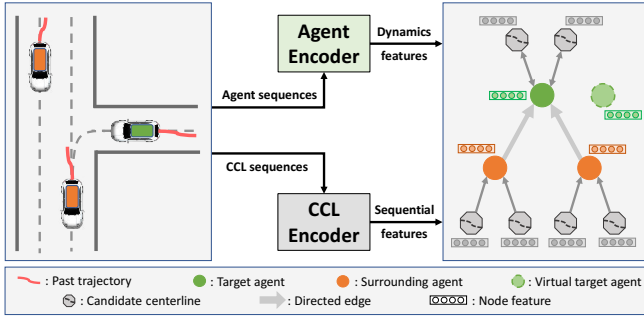 Agent
Encoder
Dynamics
features
Agent sequences
CCL sequences
CCL
Encoder
Sequential
features
: Past trajectory
: Target agent
: Surrounding agent
: Virtual target agent
: Candidate centerline
: Directed edge
: Node feature